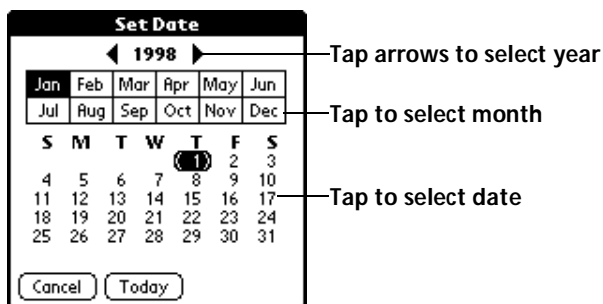 Set Date
1998
Tap arrows to select year
Jan Feb Mar Apr May Jun
Jul Aug Sep Oct Nov Dec
Tap to select month
S M T W T F S
1 2 3
4 5 6 7 8 9 10
11 12 13 14 15 16 17
Tap to select date
18 19 20 21 22 23 24
25 26 27 28 29 30 31
Cancel Today